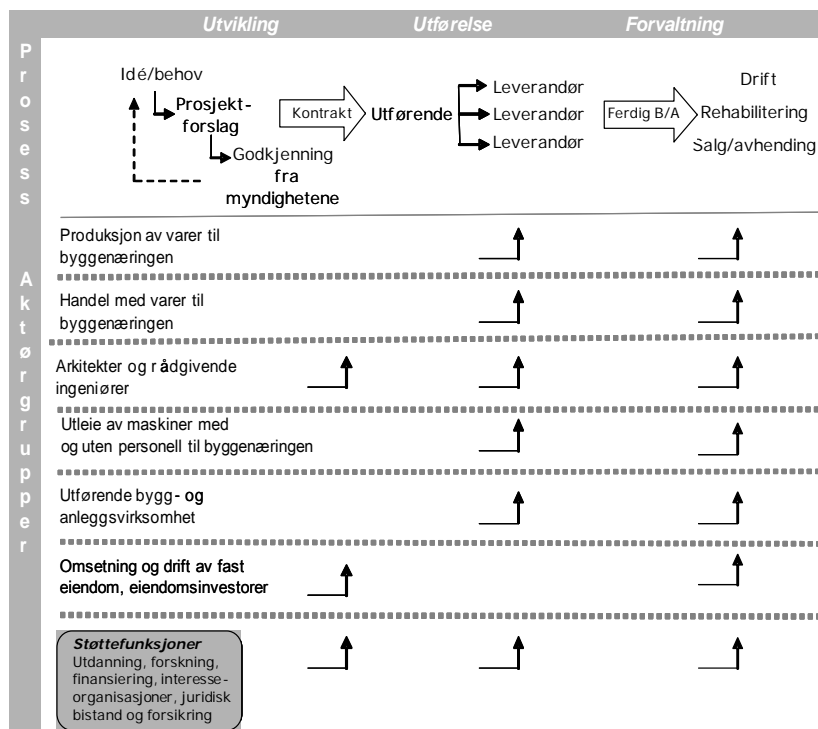 Utvikling Utførelse Forvaltning
Prosess
Idé/behov
Prosjekt-
forslag
Godkjenning
fra
myndighetene
Kontrakt
Utførende
Leverandør
Leverandør
Leverandør
Ferdig B/A
Drift
Rehabilitering
Salg/avhending
Aktørgrupper
Produksjon av varer til
byggenæringen
Handel med varer til
byggenæringen
Arkitekter og rådgivende
ingeniører
Utleie av maskiner med
og uten personell til byggenæringen
Utførende bygg- og
anleggsvirksomhet
Omsetning og drift av fast
eiendom, eiendomsinvestorer
Støttefunksjoner
Utdanning, forskning,
finansiering, interesse-
organisasjoner, juridisk
bistand og forsikring